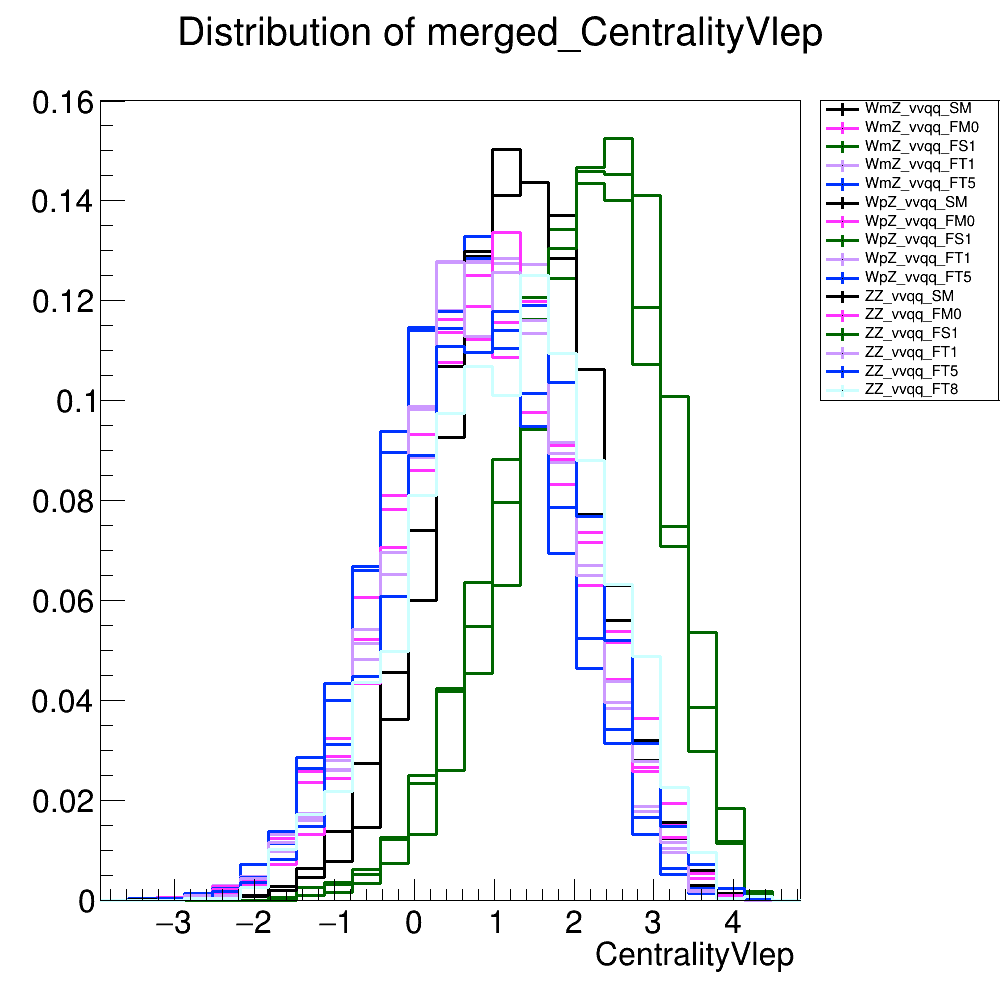 Distribution of merged_CentralityVlep
0.16
0.14
0.12
0.1
0.08
0.06
0.04
0.02
0
−3 −2 −1 0 1 2 3 4
CentralityVlep
WmZ_vvqq_SM
WmZ_vvqq_FM0
WmZ_vvqq_FS1
WmZ_vvqq_FT1
WmZ_vvqq_FT5
WpZ_vvqq_SM
WpZ_vvqq_FM0
WpZ_vvqq_FS1
WpZ_vvqq_FT1
WpZ_vvqq_FT5
ZZ_vvqq_SM
ZZ_vvqq_FM0
ZZ_vvqq_FS1
ZZ_vvqq_FT1
ZZ_vvqq_FT5
ZZ_vvqq_FT8